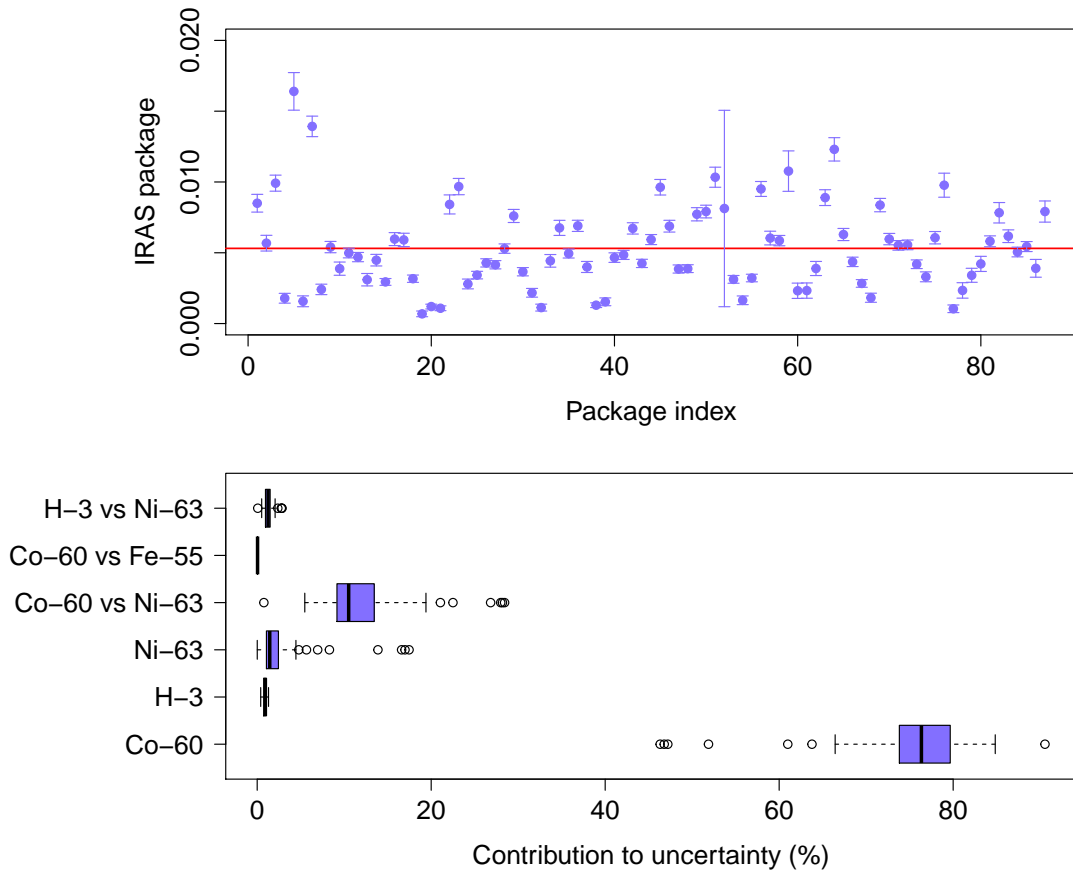 0.020
0.010
0.000
IRAS package
0 20 40 60 80
Package index
H−3 vs Ni−63
Co−60 vs Fe−55
Co−60 vs Ni−63
Ni−63
H−3
Co−60
0 20 40 60 80
Contribution to uncertainty (%)